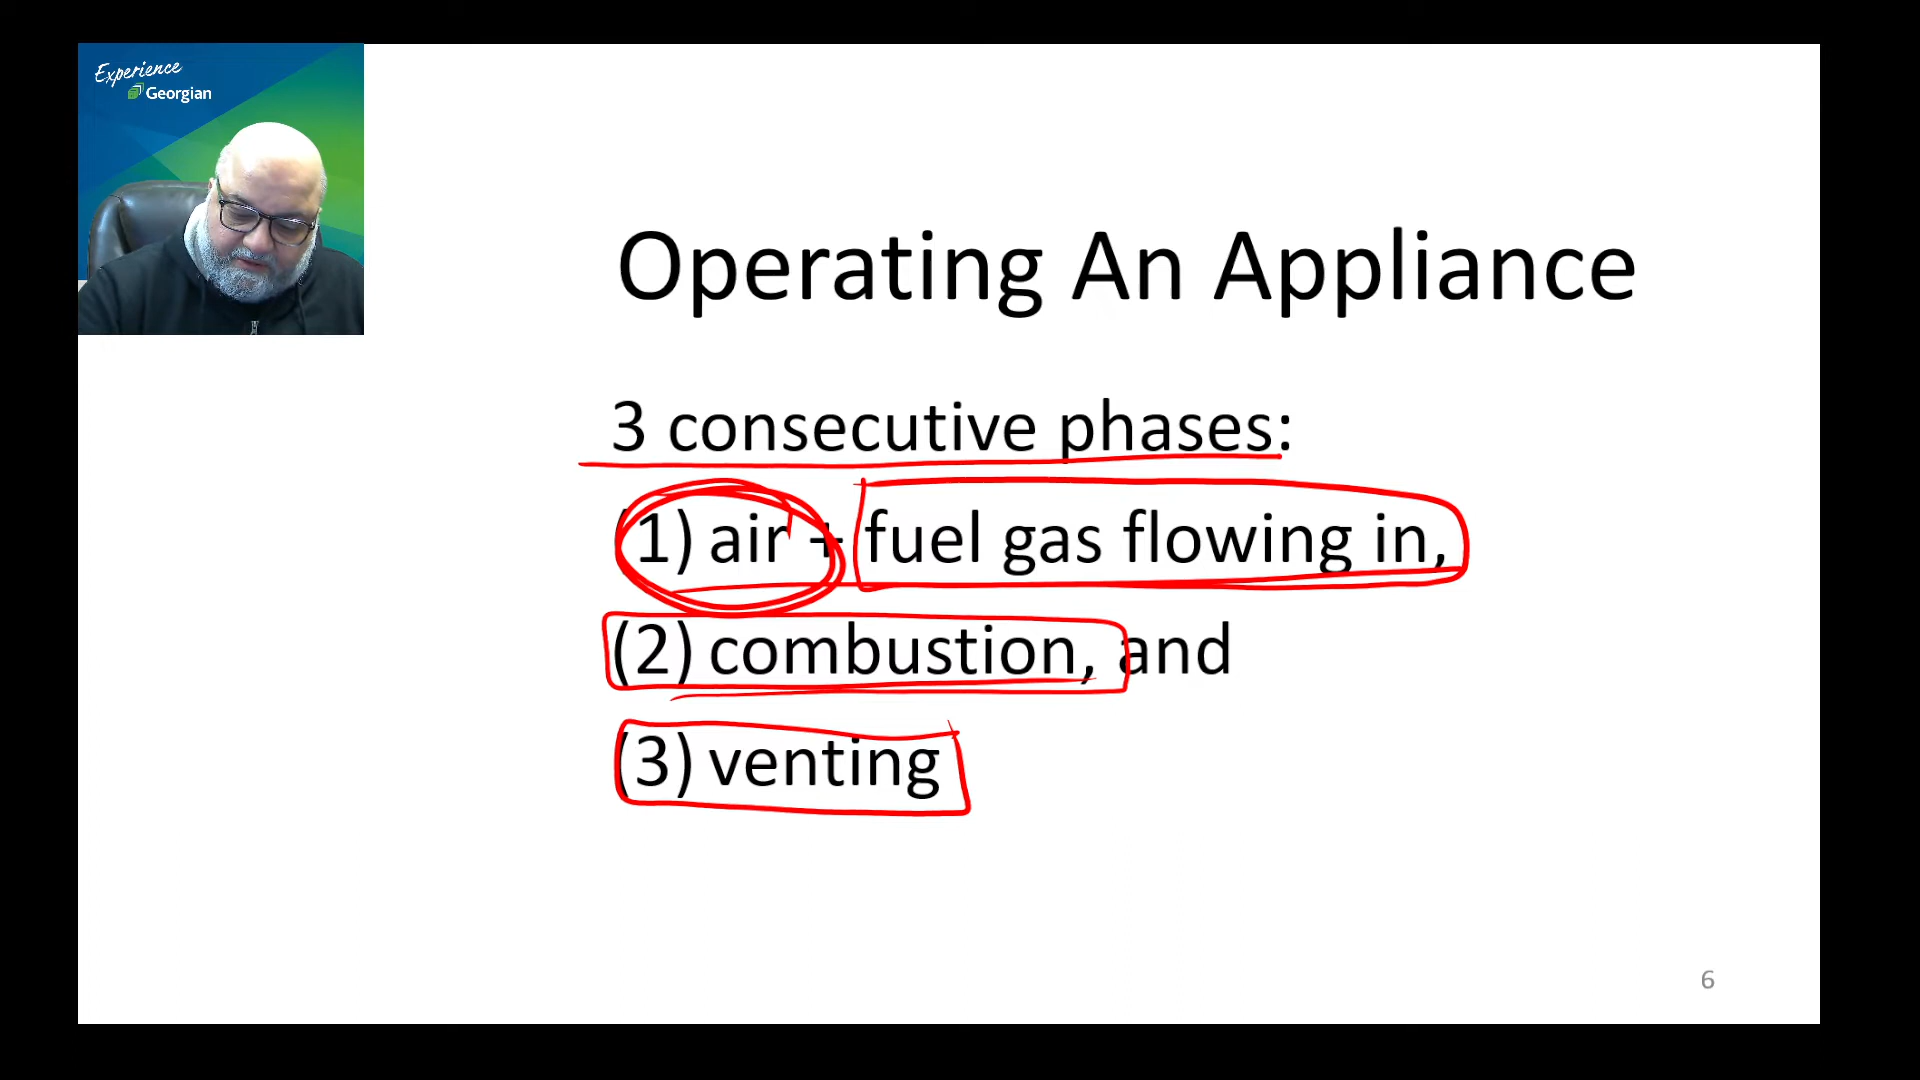 Experience
Georgian
Operating An Appliance
3 consecutive phases:
(1) air + fuel gas flowing in,
(2) combustion, and
(3) venting
6